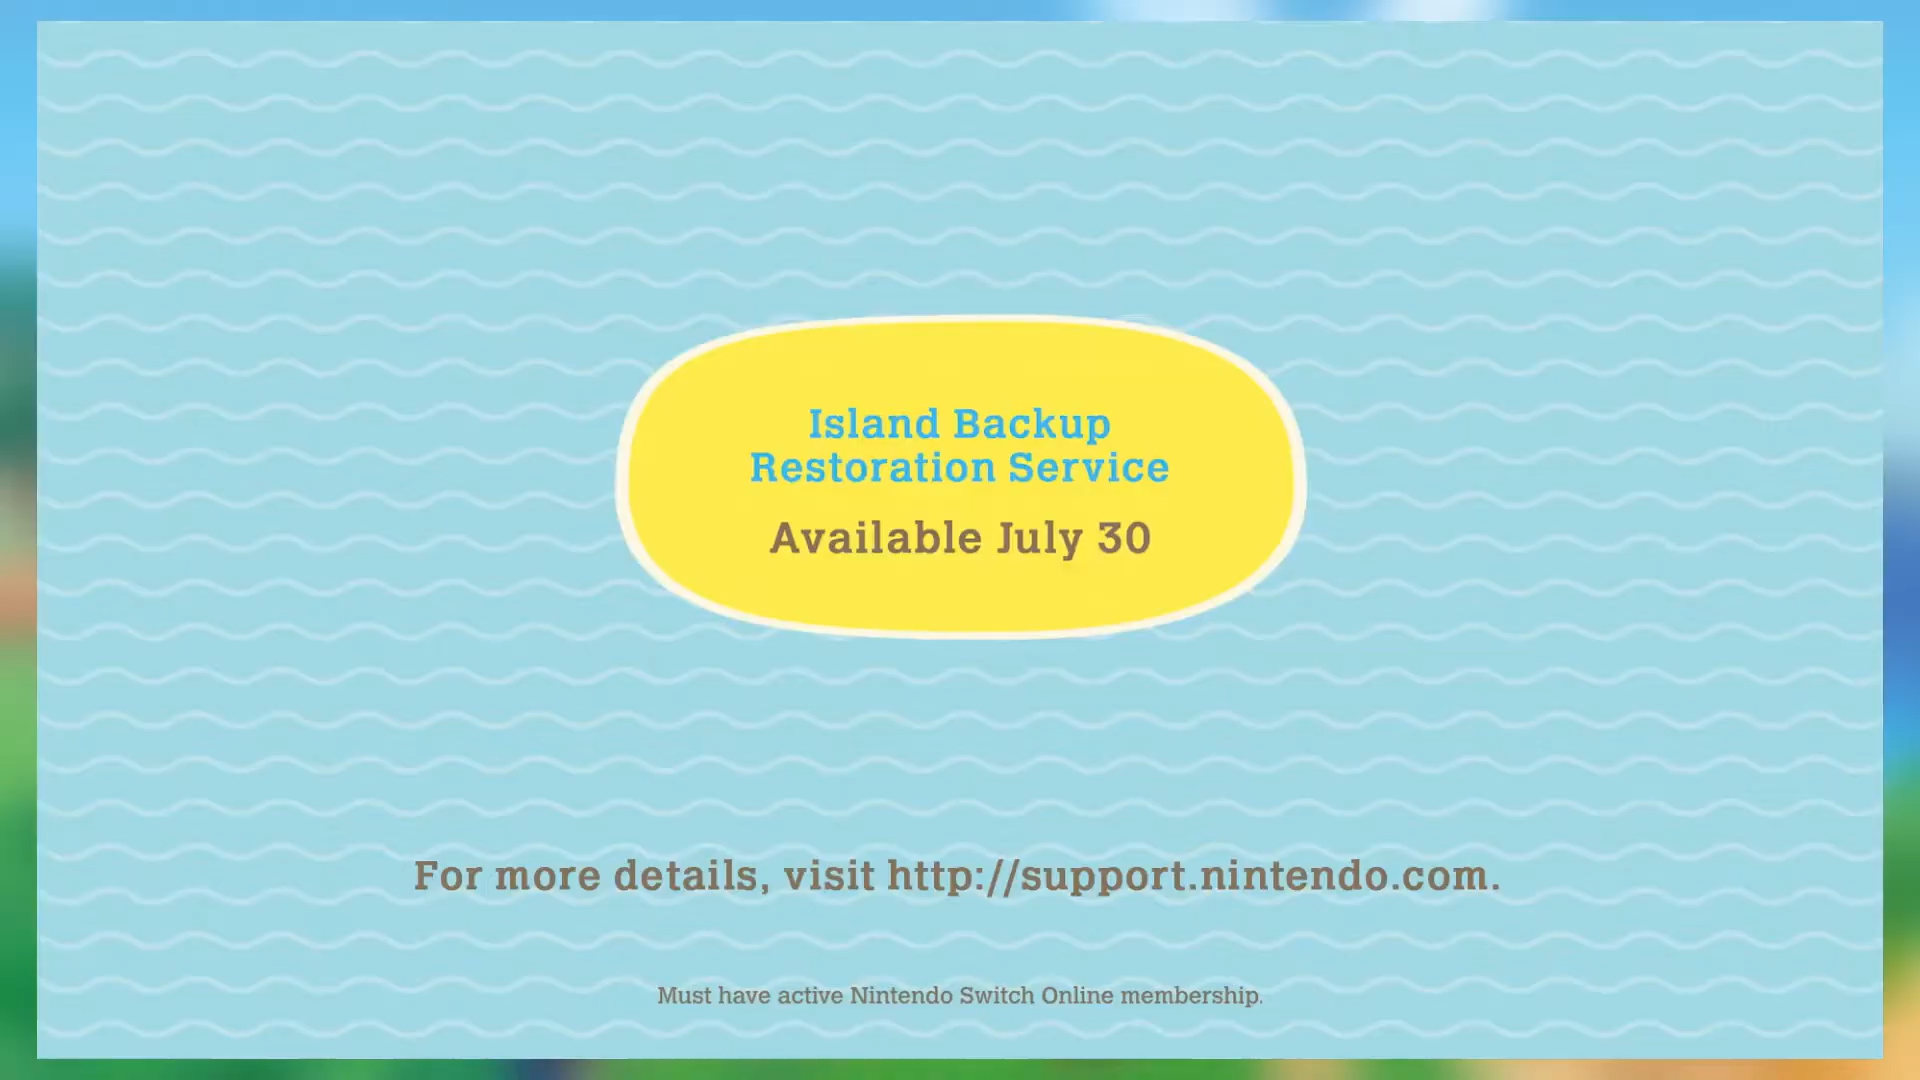 Island Backup
Restoration Service
Available July 30
For more details, visit http://support.nintendo.com.
Must have active Nintendo Switch Online membership.